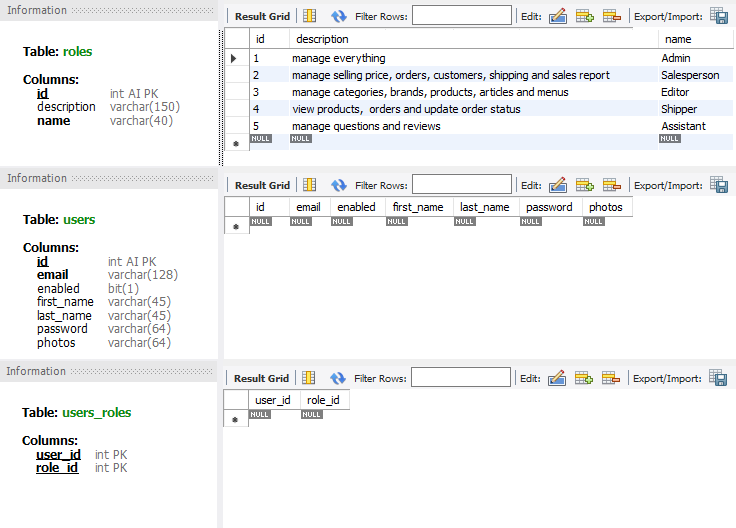 Information
Table: roles
Columns:
id int AI PK
description varchar(150)
name varchar(40)
Result Grid Filter Rows: Edit: Export/Import:
id description name
1 manage everything Admin
2 manage selling price, orders, customers, shipping and sales report Salesperson
3 manage categories, brands, products, articles and menus Editor
4 view products, orders and update order status Shipper
5 manage questions and reviews Assistant
NULL NULL NULL
Information
Table: users
Columns:
id int AI PK
email varchar(128)
enabled bit(1)
first_name varchar(45)
last_name varchar(45)
password varchar(64)
photos varchar(64)
Result Grid Filter Rows: Edit: Export/Import:
id email enabled first_name last_name password photos
NULL NULL NULL NULL NULL NULL NULL
Information
Table: users_roles
Columns:
user_id int PK
role_id int PK
Result Grid Filter Rows: Edit: Export/Import:
user_id role_id
NULL NULL